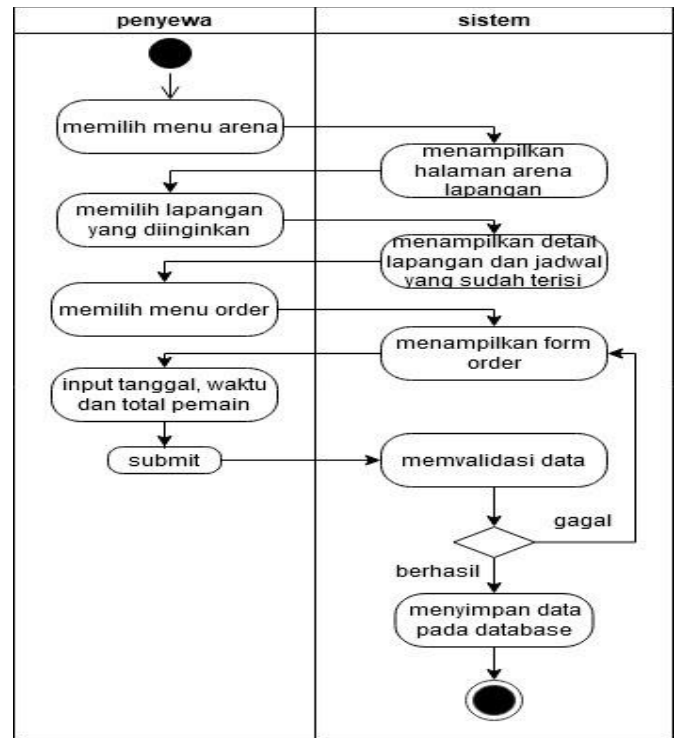 penyewa
sistem
memilih menu arena
menampilkan
halaman arena
lapangan
memilih lapangan
yang diinginkan
menampilkan detail
lapangan dan jadwal
yang sudah terisi
memilih menu order
menampilkan form
order
input tanggal, waktu
dan total pemain
submit
memvalidasi data
gagal
berhasil
menyimpan data
pada database